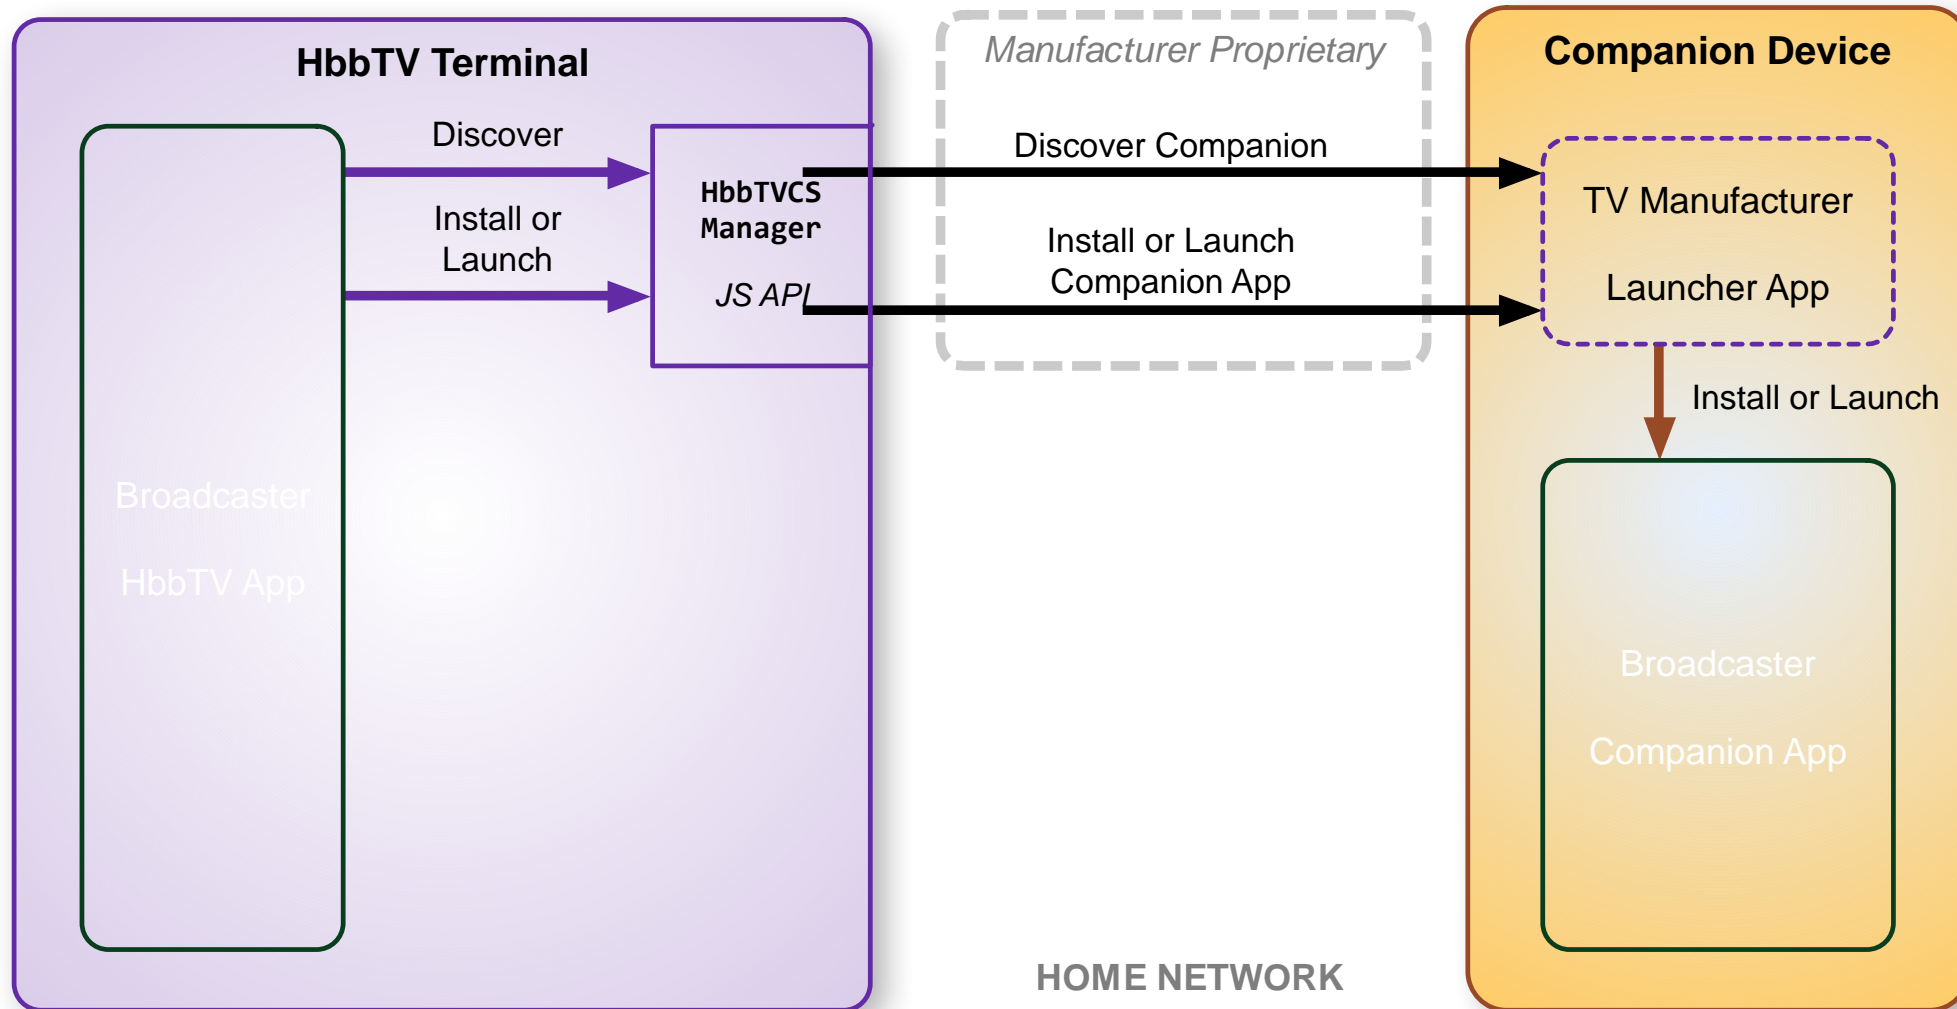 HbbTV Terminal
Discover
Install or
Launch
HbbTVCS
Manager
JS API
Broadcaster
HbbTV App
Manufacturer Proprietary
Discover Companion
Install or Launch
Companion App
HOME NETWORK
Companion Device
TV Manufacturer
Launcher App
Install or Launch
Broadcaster
Companion App